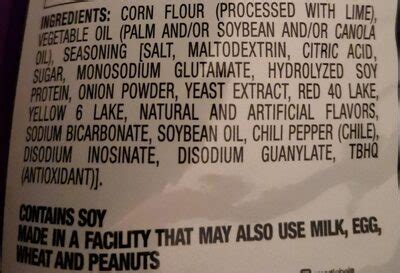 INGREDIENTS: CORN FLOUR (PROCESSED WITH LIME),
VEGETABLE OIL (PALM AND/OR SOYBEAN AND/OR CANOLA
OIL), SEASONING [SALT, MALTODEXTRIN, CITRIC ACID,
SUGAR, MONOSODIUM GLUTAMATE, HYDROLYZED SOY
PROTEIN, ONION POWDER, YEAST EXTRACT, RED 40 LAKE,
YELLOW 6 LAKE, NATURAL AND ARTIFICIAL FLAVORS,
SODIUM BICARBONATE, SOYBEAN OIL, CHILI PEPPER (CHILE),
DISODIUM INOSINATE, DISODIUM GUANYLATE, TBHQ
(ANTIOXIDANT)].
CONTAINS SOY
MADE IN A FACILITY THAT MAY ALSO USE MILK, EGG,
WHEAT AND PEANUTS